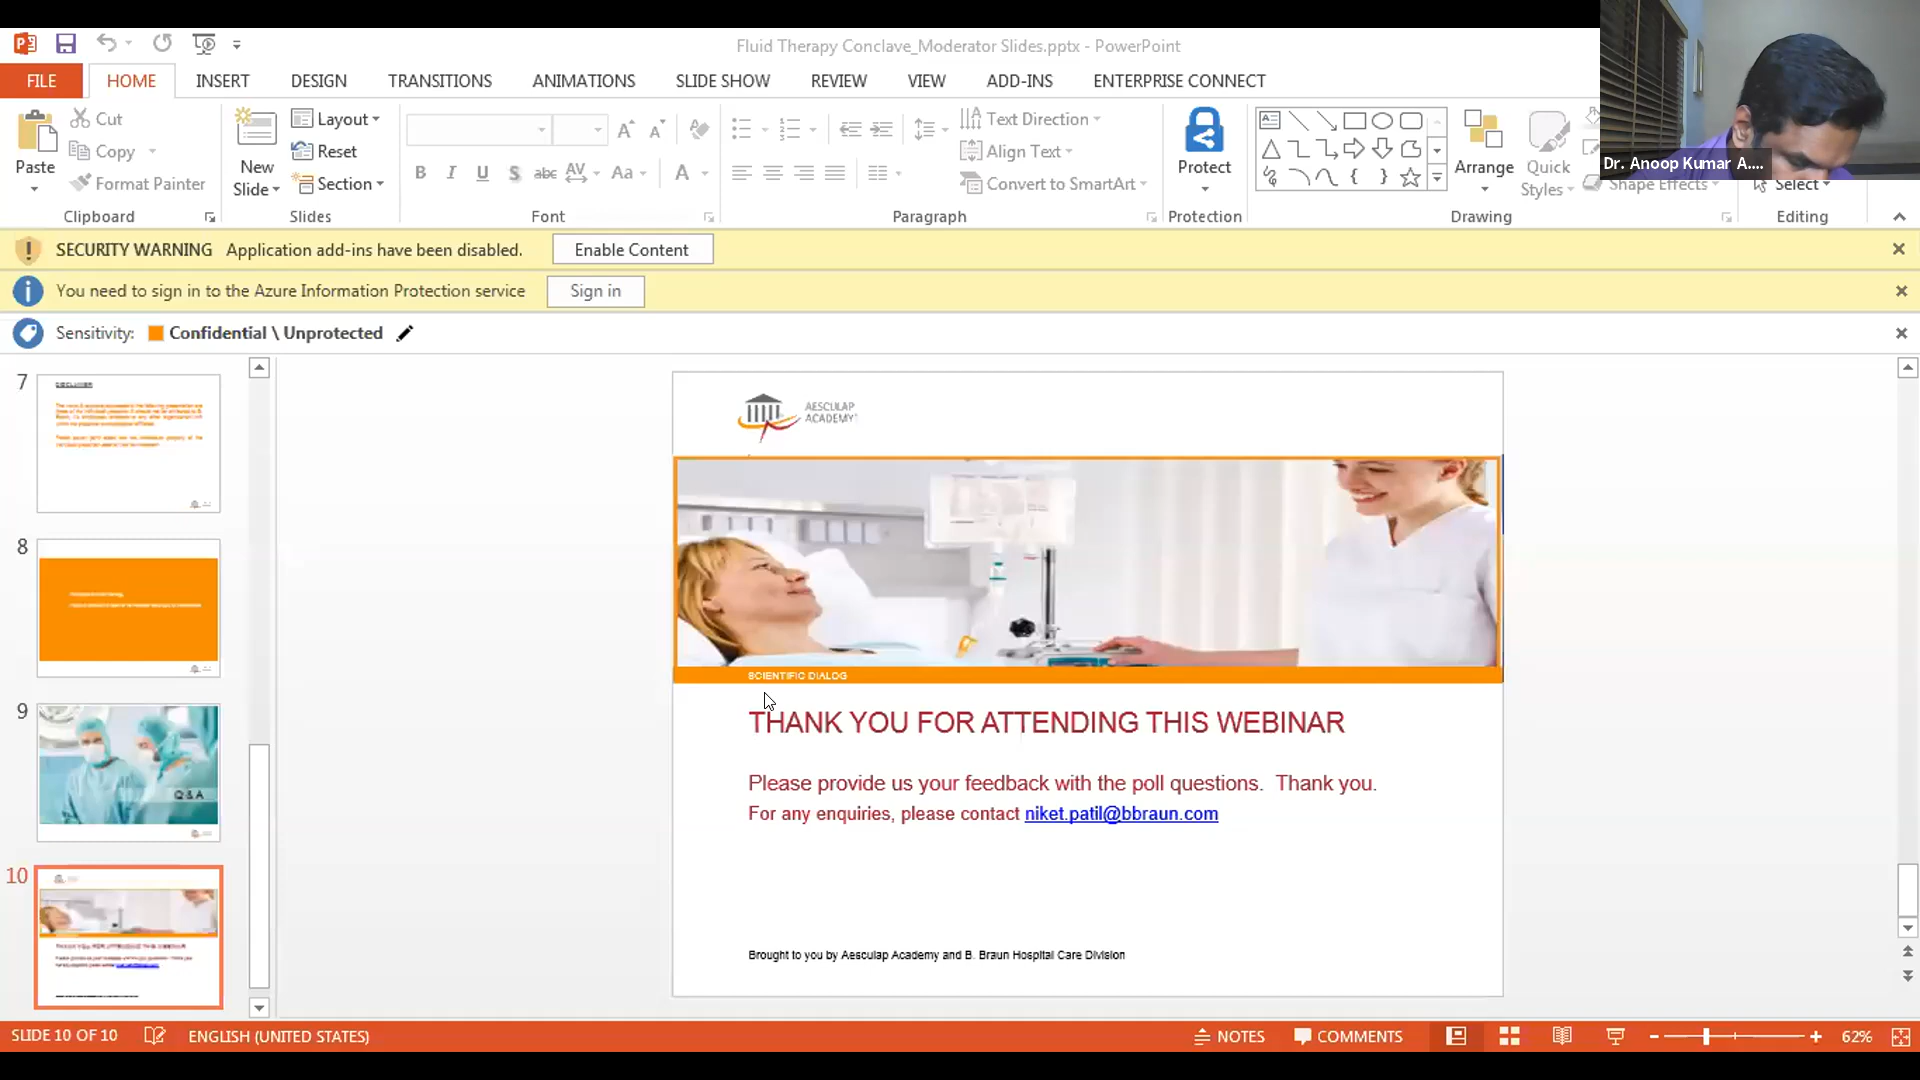 Fluid Therapy Conclave_Moderator Slides.pptx - PowerPoint
FILE HOME INSERT DESIGN TRANSITIONS ANIMATIONS SLIDE SHOW REVIEW VIEW ADD-INS ENTERPRISE CONNECT
Paste
Cut
Copy
Format Painter
Clipboard
New Slide
Layout
Reset
Section
Slides
B I U S abc AV Aa A
Font
Text Direction
Align Text
Convert to SmartArt
Paragraph
Protect
Protection
Arrange
Quick Styles
Shape Effects
Drawing
Select
Editing
Dr. Anoop Kumar A....
SECURITY WARNING Application add-ins have been disabled. Enable Content
You need to sign in to the Azure Information Protection service Sign in
Sensitivity: Confidential \ Unprotected
7
8
9
Q&A
10
AESCULAP
ACADEMY
SCIENTIFIC DIALOG
THANK YOU FOR ATTENDING THIS WEBINAR
Please provide us your feedback with the poll questions. Thank you.
For any enquiries, please contact niket.patil@bbraun.com
Brought to you by Aesculap Academy and B. Braun Hospital Care Division
SLIDE 10 OF 10 ENGLISH (UNITED STATES) NOTES COMMENTS 62%